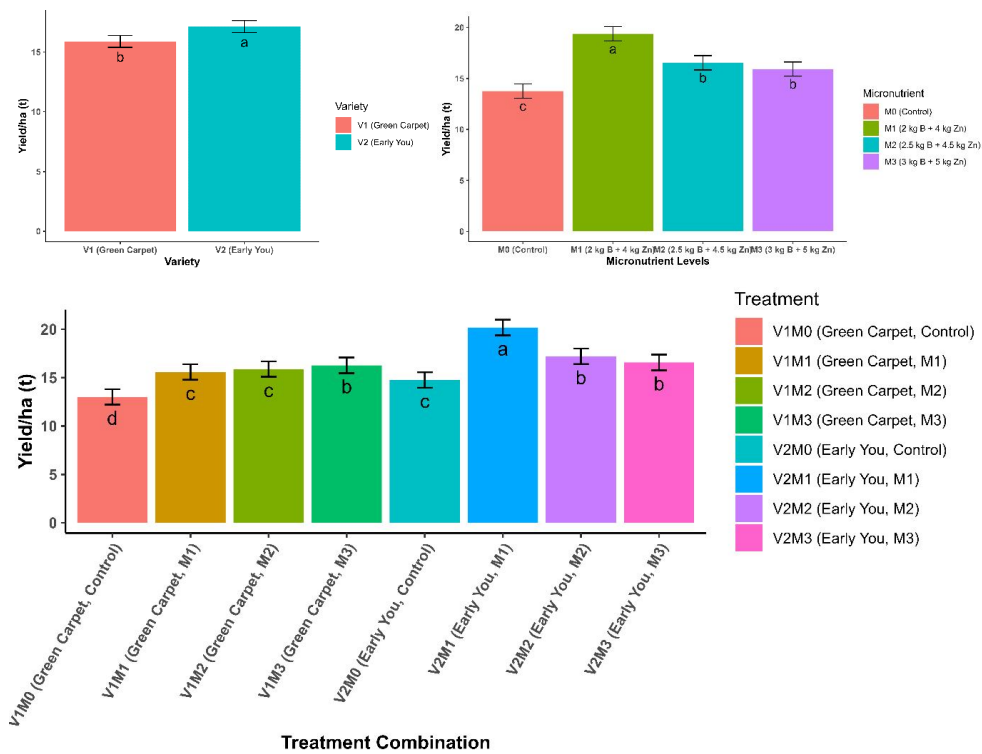 Yield/ha (t)
15
10
5
0
b
a
V1 (Green Carpet)
V2 (Early You)
Variety
Variety
V1 (Green Carpet)
V2 (Early You)
Yield/ha (t)
20
15
10
5
0
c
a
b
b
M0 (Control)
M1 (2 kg B + 4 kg Zn)
M2 (2.5 kg B + 4.5 kg Zn)
M3 (3 kg B + 5 kg Zn)
Micronutrient Levels
Micronutrient
M0 (Control)
M1 (2 kg B + 4 kg Zn)
M2 (2.5 kg B + 4.5 kg Zn)
M3 (3 kg B + 5 kg Zn)
Yield/ha (t)
20
15
10
5
0
d
c
c
b
c
a
b
b
V1M0 (Green Carpet, Control)
V1M1 (Green Carpet, M1)
V1M2 (Green Carpet, M2)
V1M3 (Green Carpet, M3)
V2M0 (Early You, Control)
V2M1 (Early You, M1)
V2M2 (Early You, M2)
V2M3 (Early You, M3)
Treatment Combination
Treatment
V1M0 (Green Carpet, Control)
V1M1 (Green Carpet, M1)
V1M2 (Green Carpet, M2)
V1M3 (Green Carpet, M3)
V2M0 (Early You, Control)
V2M1 (Early You, M1)
V2M2 (Early You, M2)
V2M3 (Early You, M3)